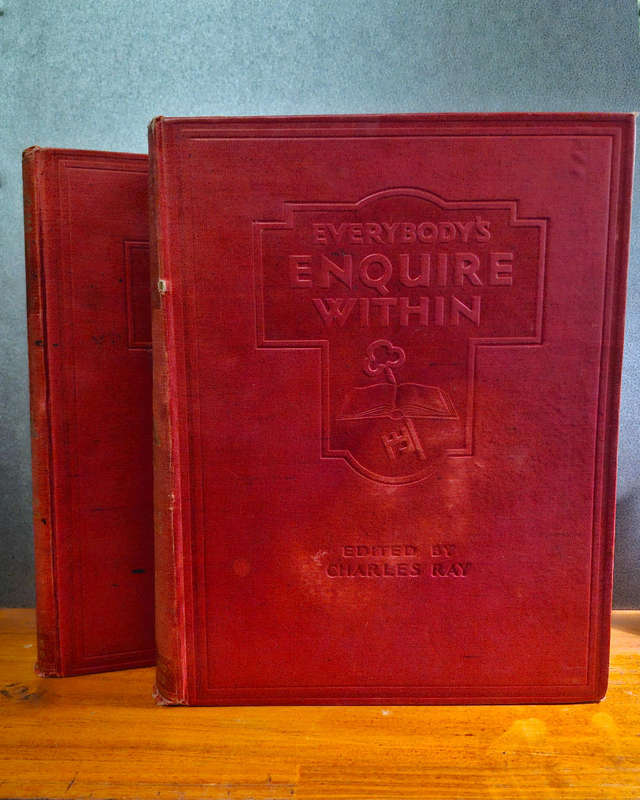 EVERYBODY'S
ENQUIRE
WITHIN
EDITED BY
CHARLES RAY